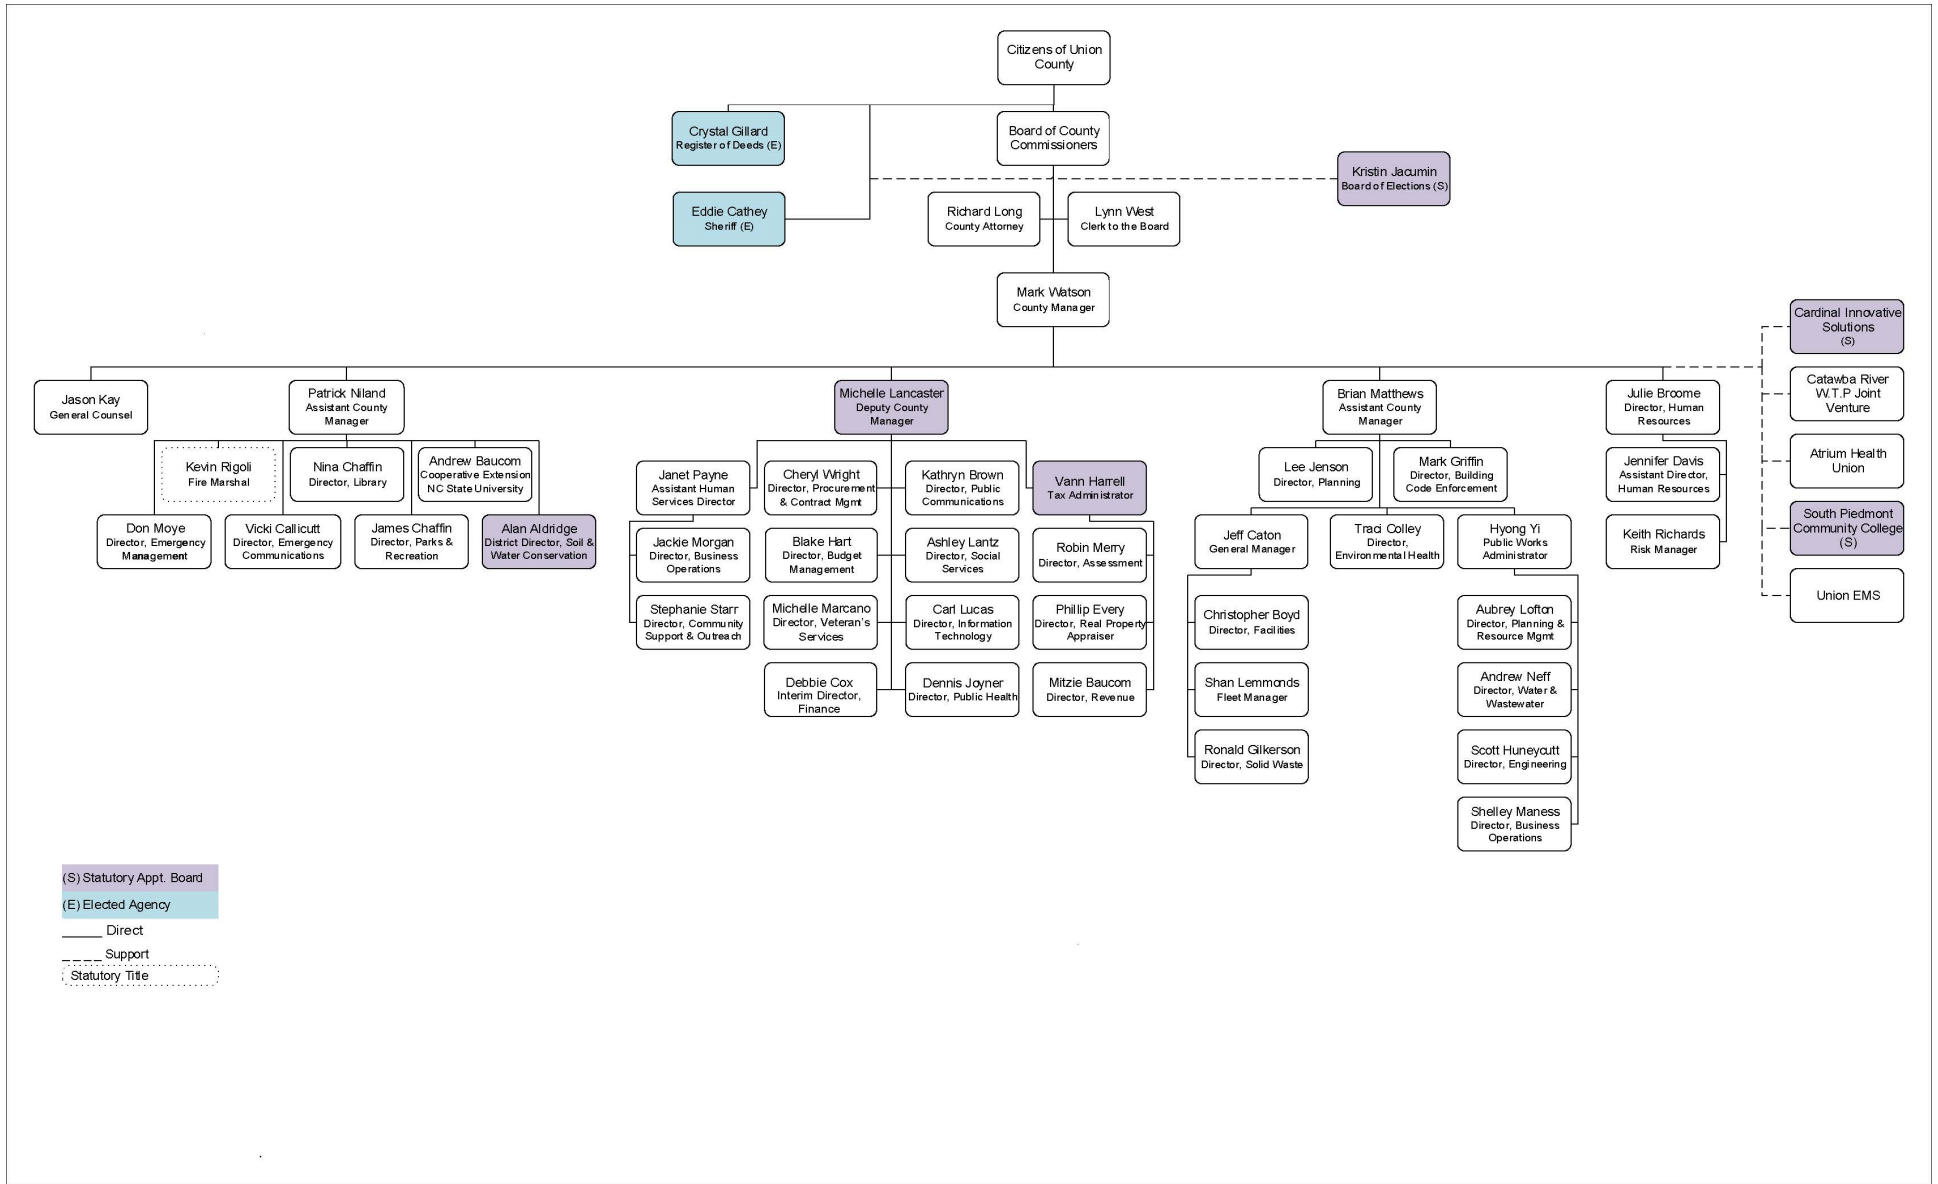 Citizens of Union
County
Crystal Gillard
Register of Deeds (E)
Board of County
Commissioners
Kristin Jacumin
Board of Elections (S)
Eddie Cathey
Sheriff (E)
Richard Long
County Attorney
Lynn West
Clerk to the Board
Mark Watson
County Manager
Cardinal Innovative
Solutions
(S)
Catawba River
W.T.P Joint
Venture
Atrium Health
Union
South Piedmont
Community College
(S)
Union EMS
Jason Kay
General Counsel
Patrick Niland
Assistant County
Manager
Michelle Lancaster
Deputy County
Manager
Brian Matthews
Assistant County
Manager
Julie Broome
Director, Human
Resources
Kevin Rigoli
Fire Marshal
Nina Chaffin
Director, Library
Andrew Baucom
Cooperative Extension
NC State University
Don Moye
Director, Emergency
Management
Vicki Callicutt
Director, Emergency
Communications
James Chaffin
Director, Parks &
Recreation
Alan Aldridge
District Director, Soil &
Water Conservation
Janet Payne
Assistant Human
Services Director
Cheryl Wright
Director, Procurement
& Contract Mgmt
Kathryn Brown
Director, Public
Communications
Vann Harrell
Tax Administrator
Jackie Morgan
Director, Business
Operations
Blake Hart
Director, Budget
Management
Ashley Lantz
Director, Social
Services
Robin Merry
Director, Assessment
Stephanie Starr
Director, Community
Support & Outreach
Michelle Marcano
Director, Veteran's
Services
Carl Lucas
Director, Information
Technology
Phillip Every
Director, Real Property
Appraiser
Debbie Cox
Interim Director,
Finance
Dennis Joyner
Director, Public Health
Mitzie Baucom
Director, Revenue
Lee Jenson
Director, Planning
Mark Griffin
Director, Building
Code Enforcement
Jeff Caton
General Manager
Traci Colley
Director,
Environmental Health
Hyong Yi
Public Works
Administrator
Christopher Boyd
Director, Facilities
Shan Lemmonds
Fleet Manager
Ronald Gilkerson
Director, Solid Waste
Aubrey Lofton
Director, Planning &
Resource Mgmt
Andrew Neff
Director, Water &
Wastewater
Scott Huneycutt
Director, Engineering
Shelley Maness
Director, Business
Operations
Jennifer Davis
Assistant Director,
Human Resources
Keith Richards
Risk Manager
(S) Statutory Appt. Board
(E) Elected Agency
Direct
Support
Statutory Title